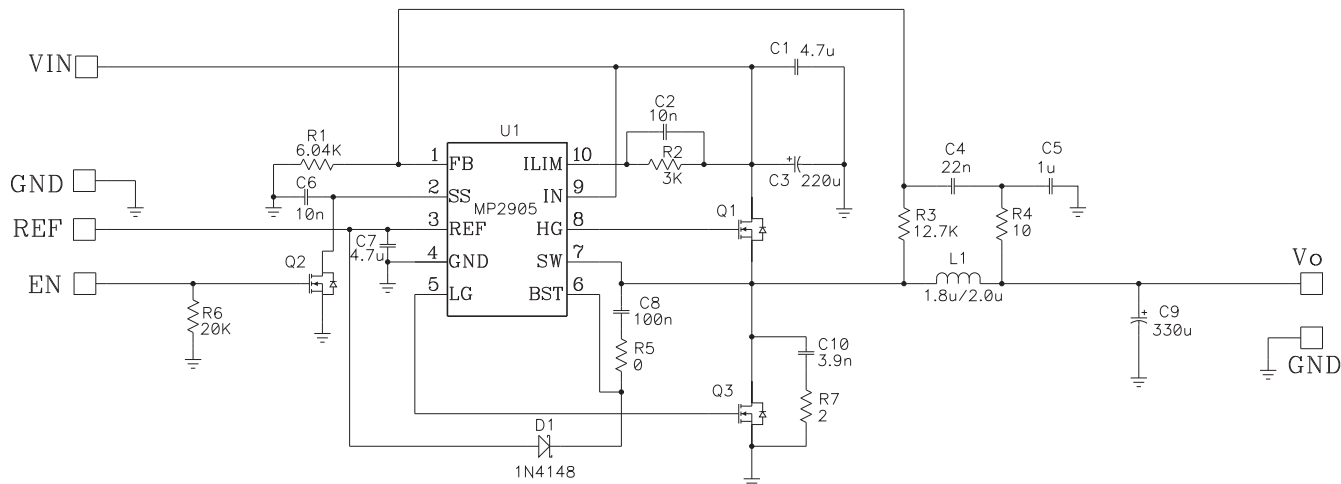 VIN
GND
REF
EN
R1
6.04K
C6
10n
Q2
R6
20K
C7
4.7u
U1
MP2905
1 FB
2 SS
3 REF
4 GND
5 LG
ILIM 10
IN 9
HG 8
SW 7
BST 6
C2
10n
R2
3K
C1 4.7u
C3 220u
Q1
C8
100n
R5
0
D1
1N4148
Q3
C10
3.9n
R7
2
C4
22n
C5
1u
R3
12.7K
R4
10
L1
1.8u/2.0u
C9
330u
Vo
GND